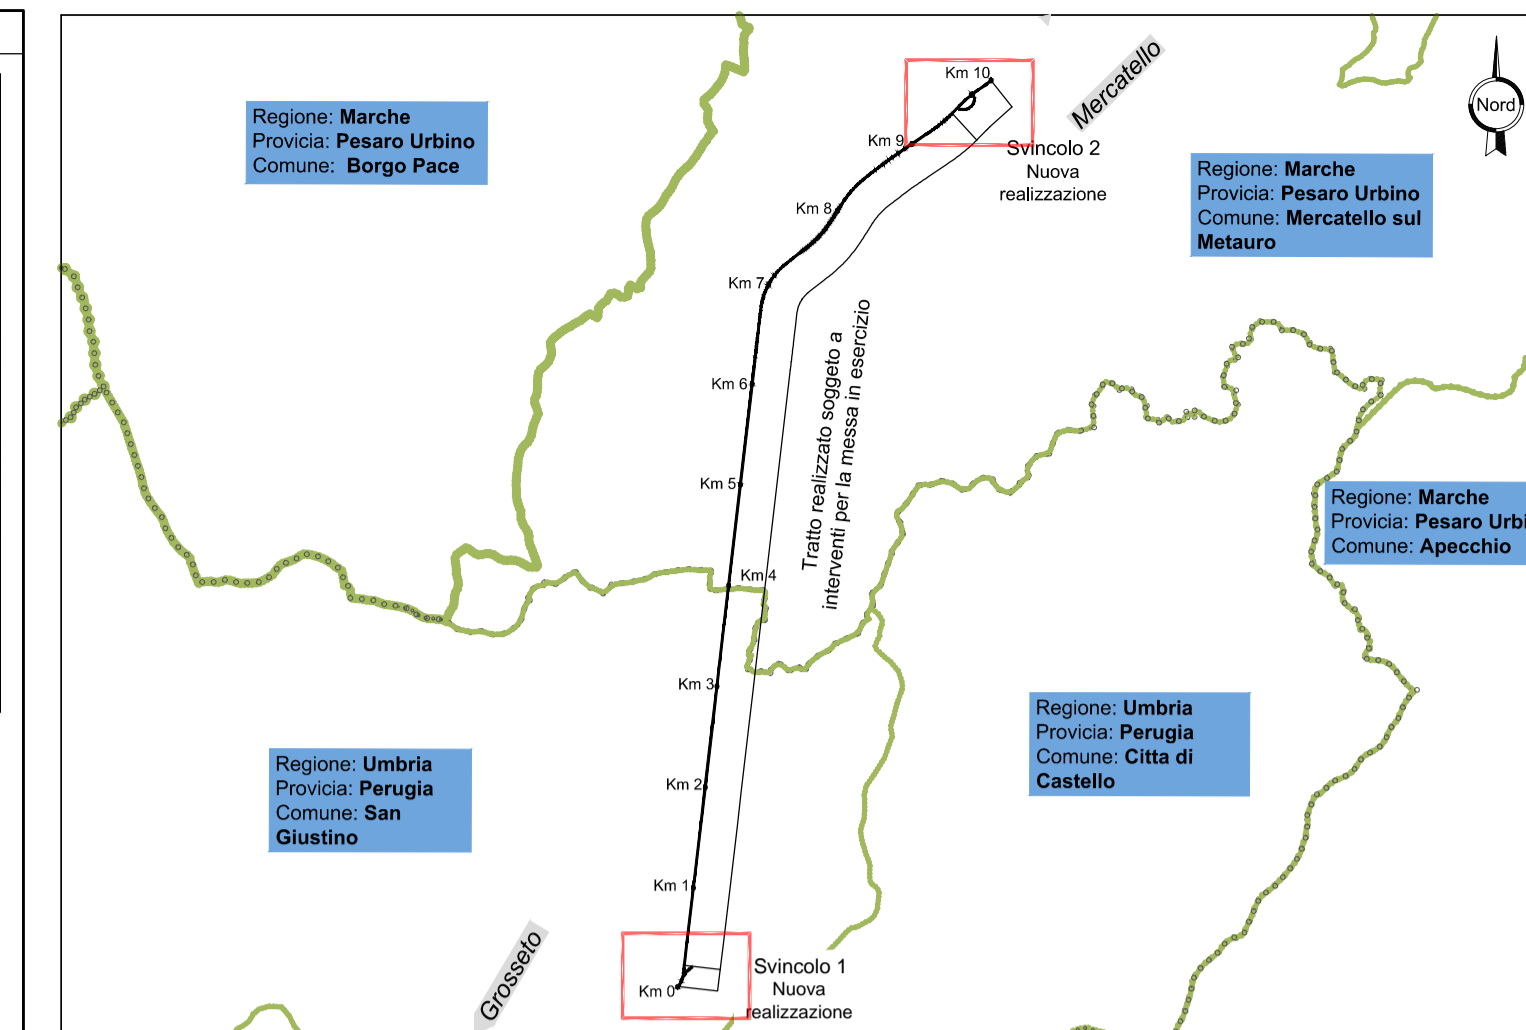 Km 10
Mercatello
Nord
Regione: Marche
Provicia: Pesaro Urbino
Comune: Borgo Pace
Km 9
Svincolo 2
Nuova
realizzazione
Regione: Marche
Provicia: Pesaro Urbino
Comune: Mercatello sul
Metauro
Km 8
Km 7
Tratto realizzato soggeto a
interventi per la messa in esercizio
Km 6
Km 5
Regione: Marche
Provicia: Pesaro Urbi
Comune: Apecchio
Km 4
Km 3
Regione: Umbria
Provicia: Perugia
Comune: Citta di
Castello
Regione: Umbria
Provicia: Perugia
Comune: San
Giustino
Km 2
Km 1
Grosseto
Svincolo 1
Nuova
realizzazione
Km 0